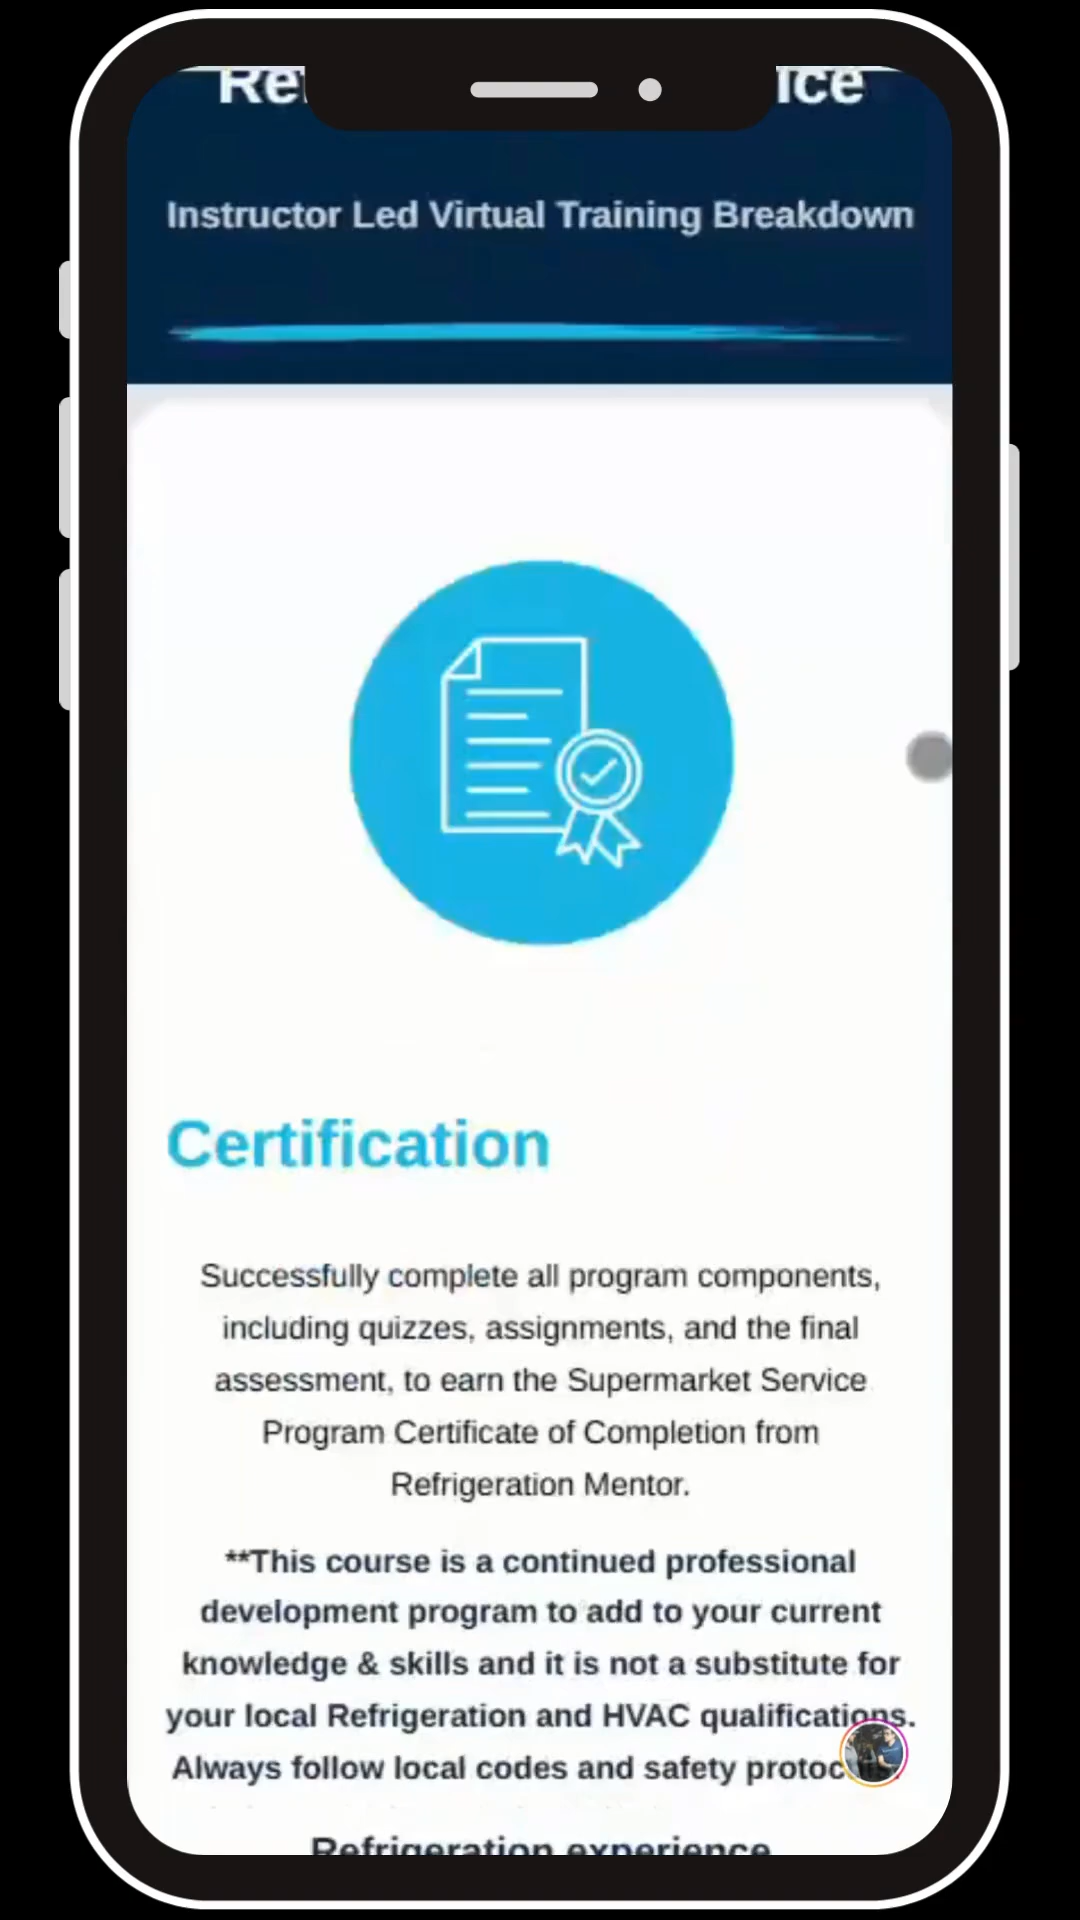 Instructor Led Virtual Training Breakdown
Certification
Successfully complete all program components,
including quizzes, assignments, and the final
assessment, to earn the Supermarket Service
Program Certificate of Completion from
Refrigeration Mentor.
**This course is a continued professional
development program to add to your current
knowledge & skills and it is not a substitute for
your local Refrigeration and HVAC qualifications.
Always follow local codes and safety
Refrigeration experience